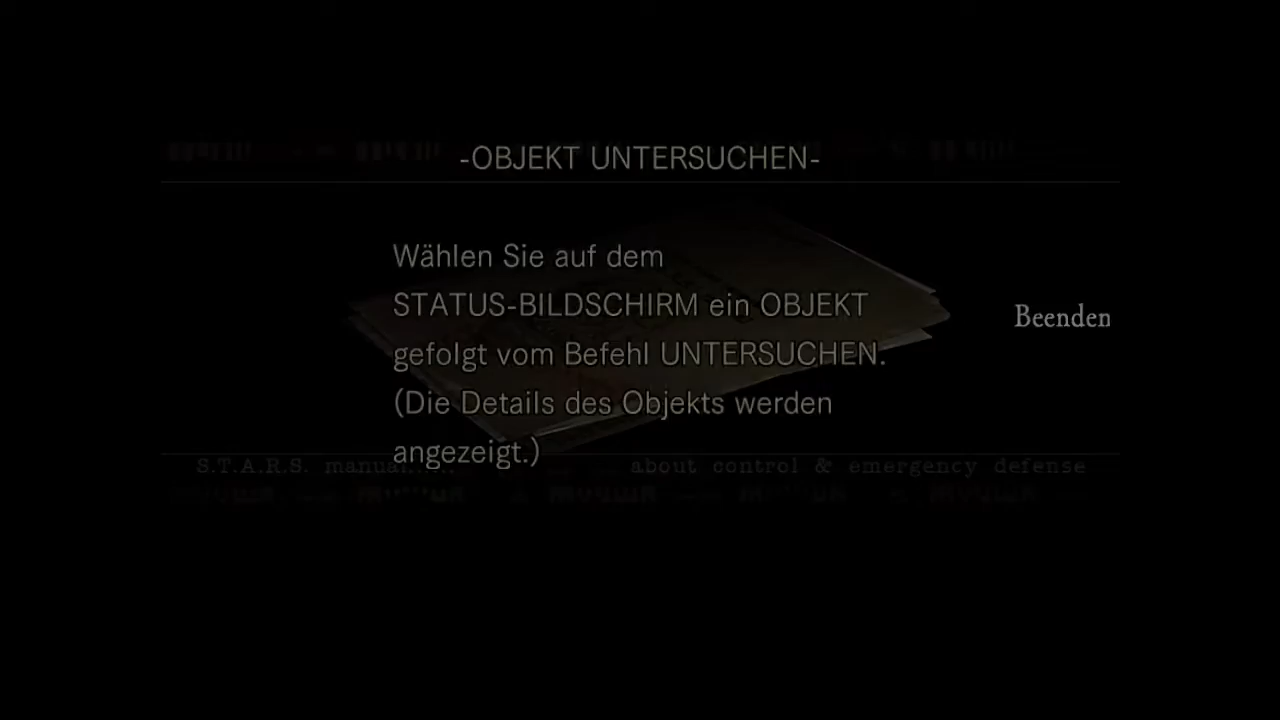 -OBJEKT UNTERSUCHEN-
Wählen Sie auf dem
STATUS-BILDSCHIRM ein OBJEKT
gefolgt vom Befehl UNTERSUCHEN.
(Die Details des Objekts werden
angezeigt.)
Beenden
S.T.A.R.S. manual...... about control & emergency defense